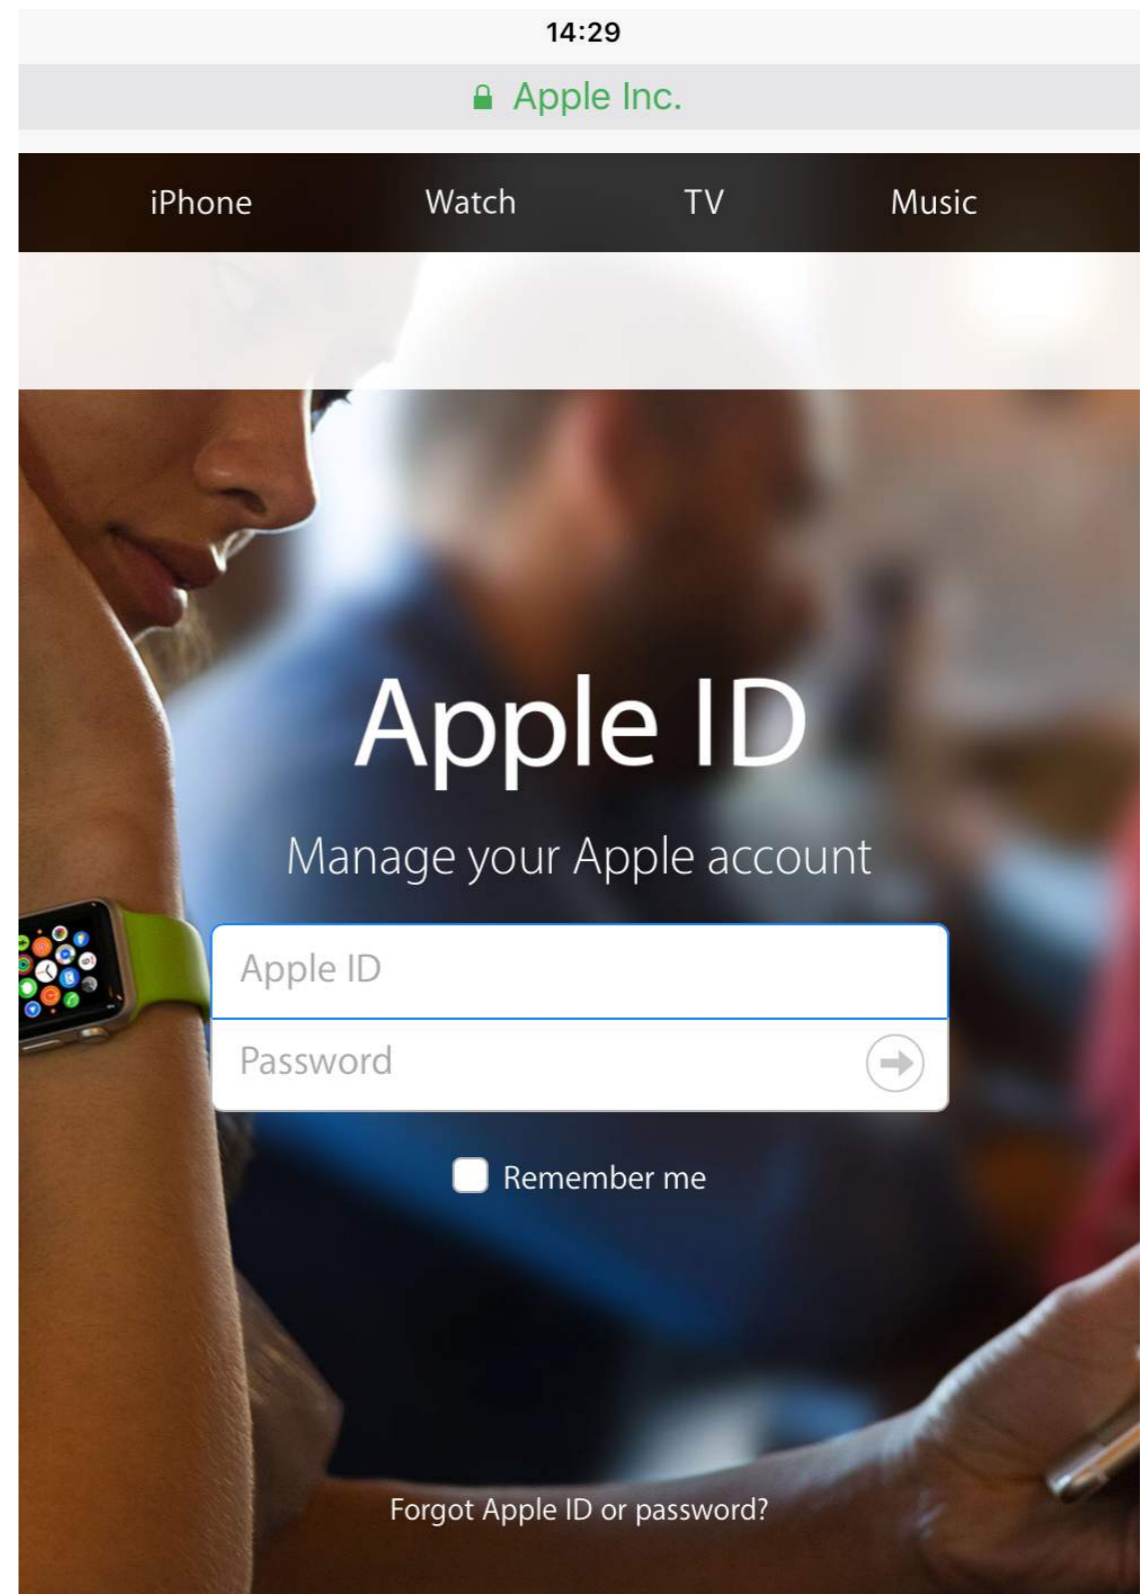 14:29
Apple Inc.
iPhone Watch TV Music
Apple ID
Manage your Apple account
Apple ID
Password
Remember me
Forgot Apple ID or password?